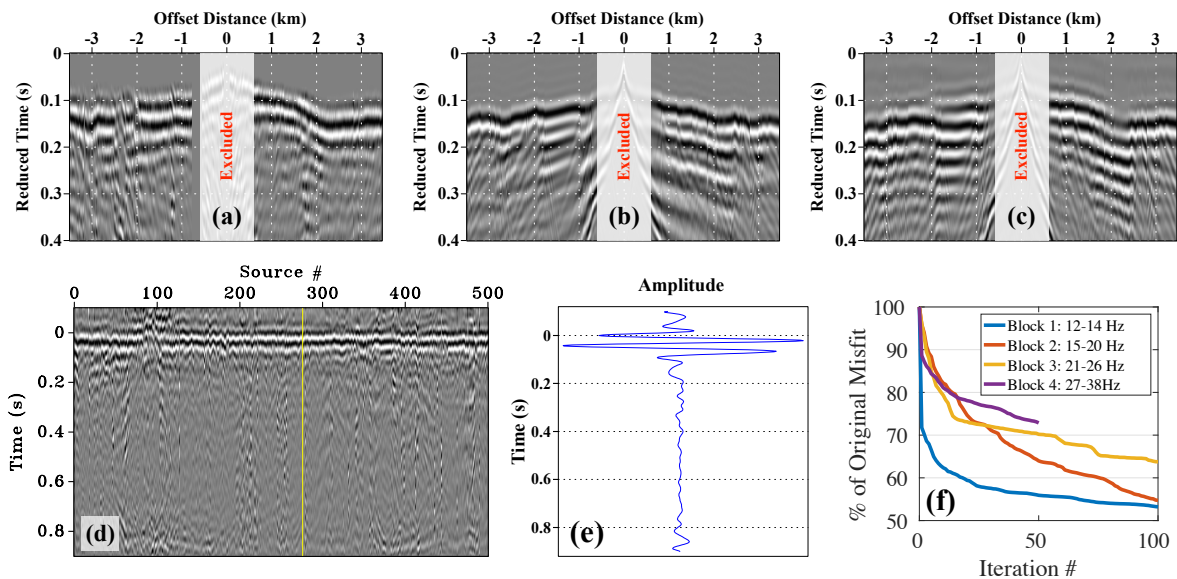 Offset Distance (km)
-3 -2 -1 0 1 2 3
Reduced Time (s)
0
0.1
0.2
0.3
0.4
Excluded
(a)
Offset Distance (km)
-3 -2 -1 0 1 2 3
Reduced Time (s)
0
0.1
0.2
0.3
0.4
Excluded
(b)
Offset Distance (km)
-3 -2 -1 0 1 2 3
Reduced Time (s)
0
0.1
0.2
0.3
0.4
Excluded
(c)
Source #
0 100 200 300 400 500
Time (s)
0
0.2
0.4
0.6
0.8
(d)
Amplitude
Time (s)
0
0.2
0.4
0.6
0.8
(e)
% of Original Misfit
100
90
80
70
60
50
Block 1: 12-14 Hz
Block 2: 15-20 Hz
Block 3: 21-26 Hz
Block 4: 27-38Hz
(f)
0 50 100
Iteration #